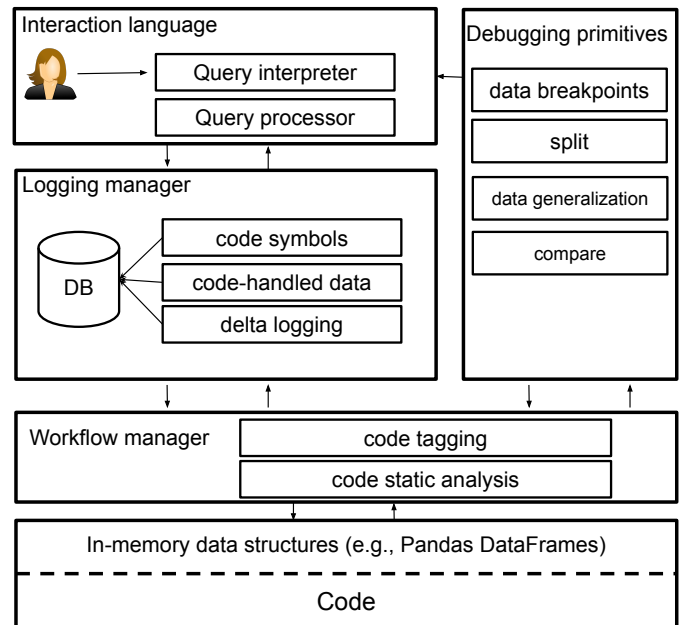 Interaction language
Query interpreter
Query processor
Debugging primitives
data breakpoints
split
data generalization
compare
Logging manager
DB
code symbols
code-handled data
delta logging
Workflow manager
code tagging
code static analysis
In-memory data structures (e.g., Pandas DataFrames)
Code